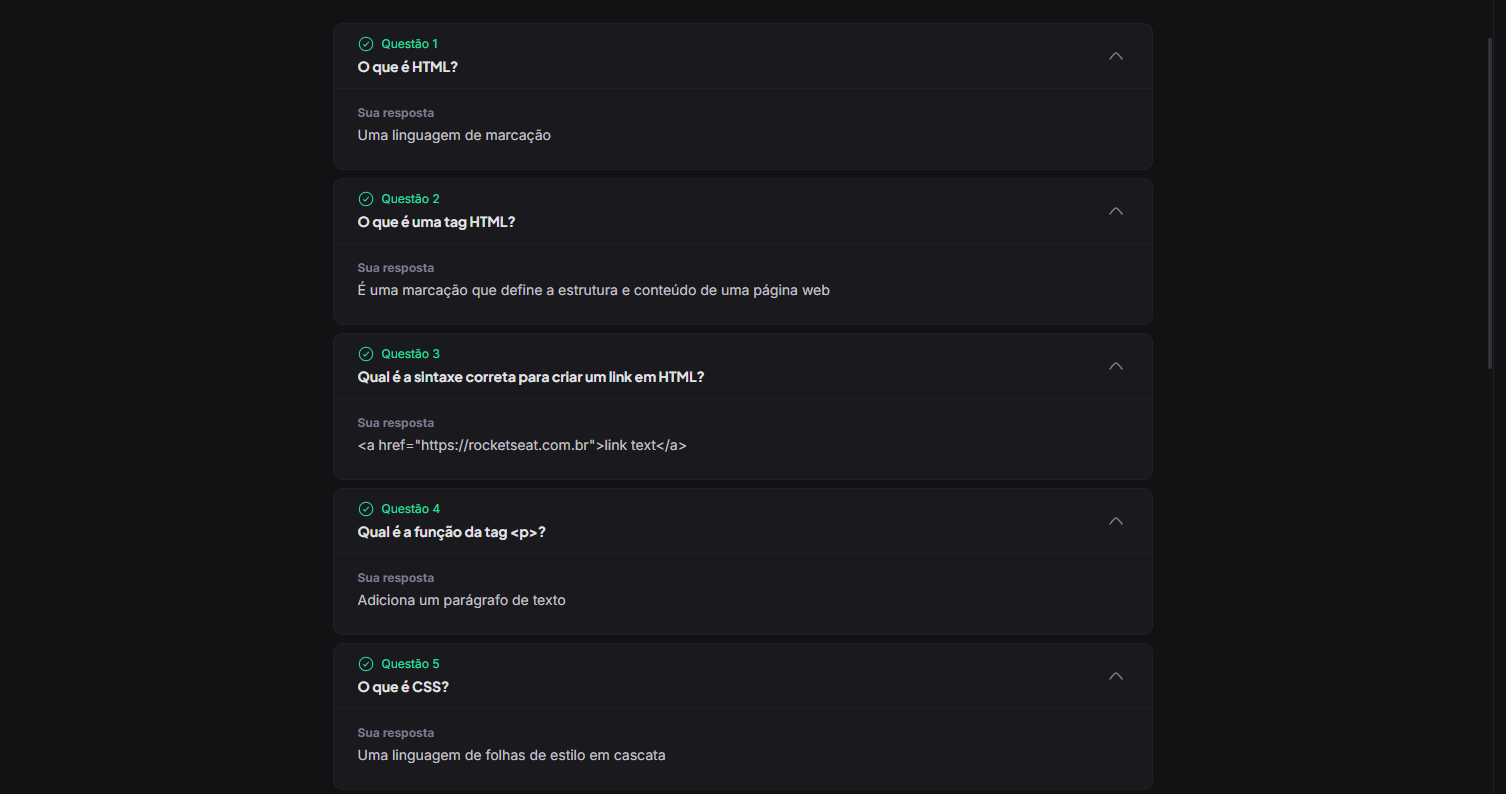 Questão 1
O que é HTML?
Sua resposta
Uma linguagem de marcação
Questão 2
O que é uma tag HTML?
Sua resposta
É uma marcação que define a estrutura e conteúdo de uma página web
Questão 3
Qual é a sintaxe correta para criar um link em HTML?
Sua resposta
<a href="https://rocketseat.com.br">link text</a>
Questão 4
Qual é a função da tag <p>?
Sua resposta
Adiciona um parágrafo de texto
Questão 5
O que é CSS?
Sua resposta
Uma linguagem de folhas de estilo em cascata